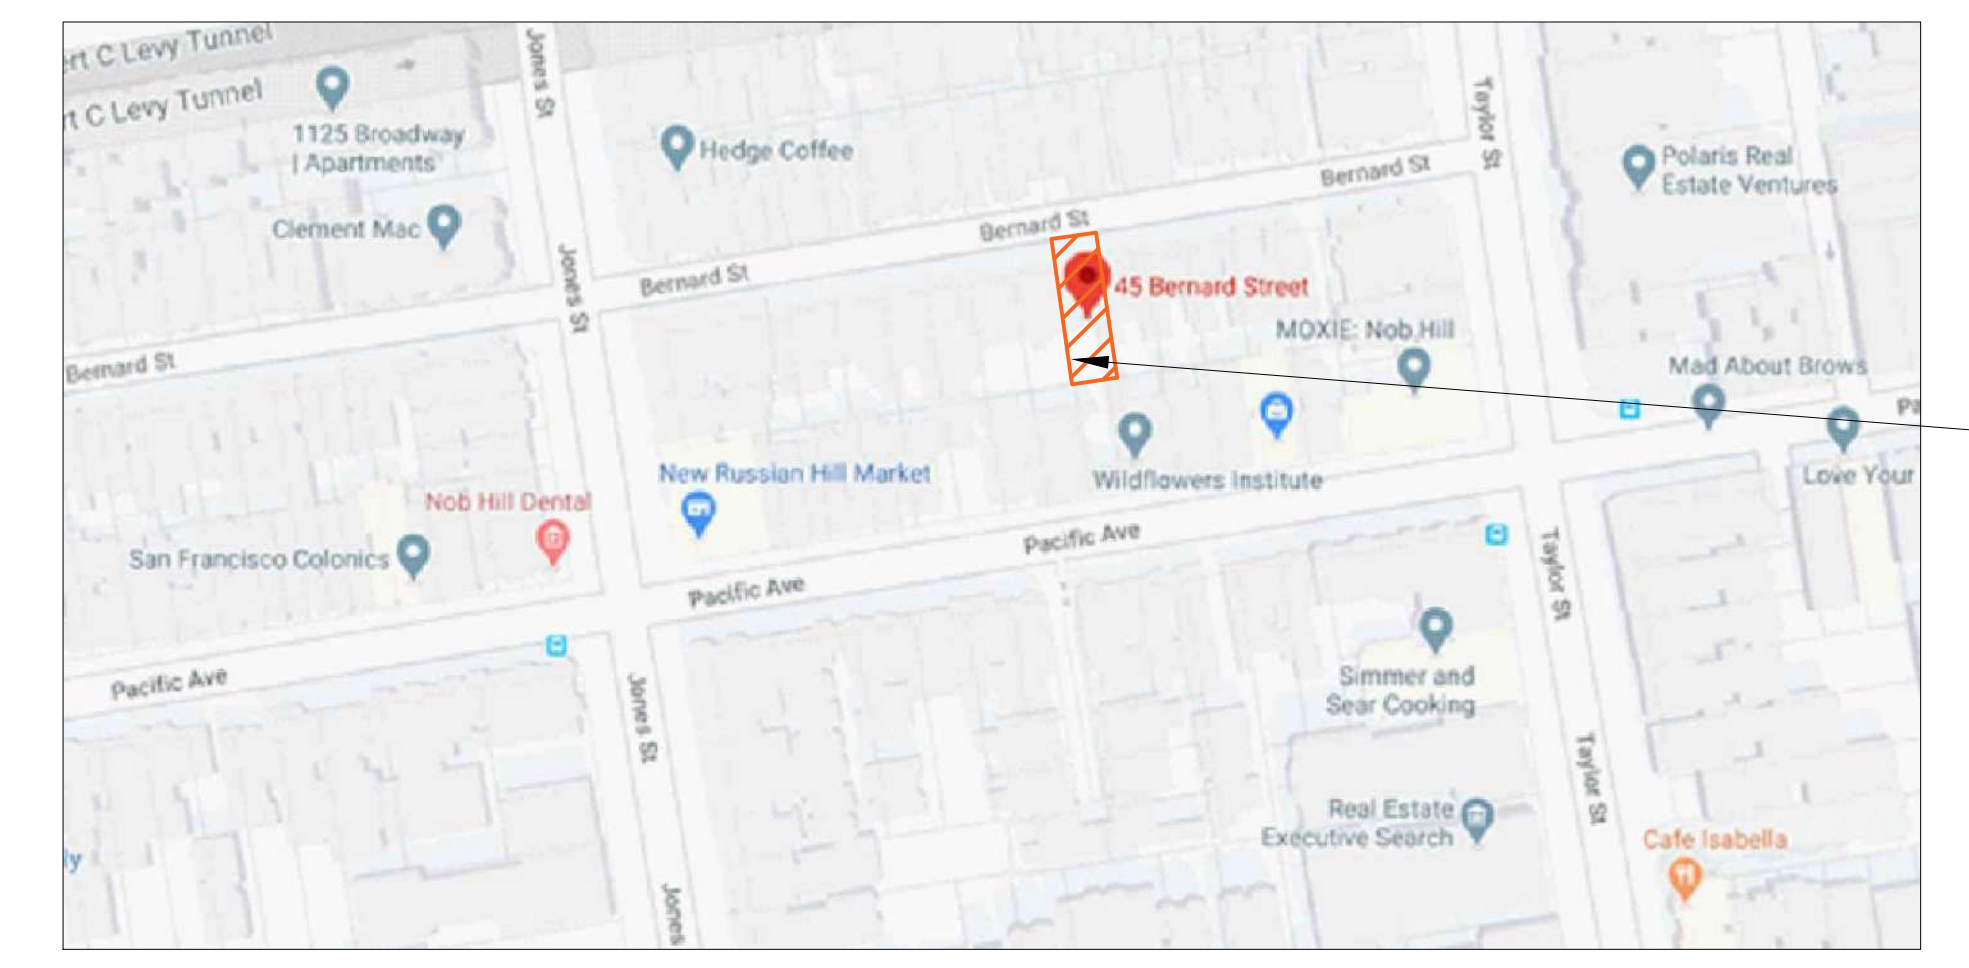 ert C Levy Tunnel
rt C Levy Tunnel
Jones St
1125 Broadway
| Apartments
Hedge Coffee
Taylor St
Polaris Real
Estate Ventures
Bernard St
Bernard St
Clement Mac
Jones St
Bernard St
45 Bernard Street
MOXIE: Nob Hill
Bernard St
Mad About Brows
Pa
New Russian Hill Market
Wildflowers Institute
Love Your
Nob Hill Dental
San Francisco Colonics
Pacific Ave
Pacific Ave
Taylor St
Pacific Ave
Jones St
Simmer and
Sear Cooking
Taylor St
Real Estate
Executive Search
Cafe Isabella
ly
Jones